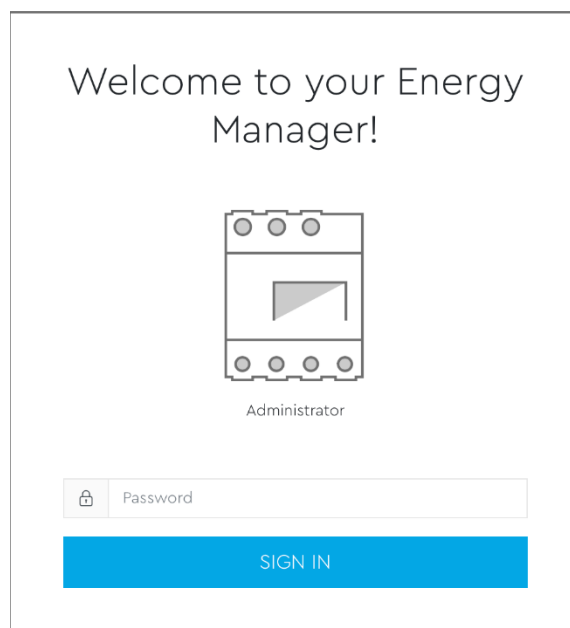 Welcome to your Energy
Manager!
Administrator
Password
SIGN IN